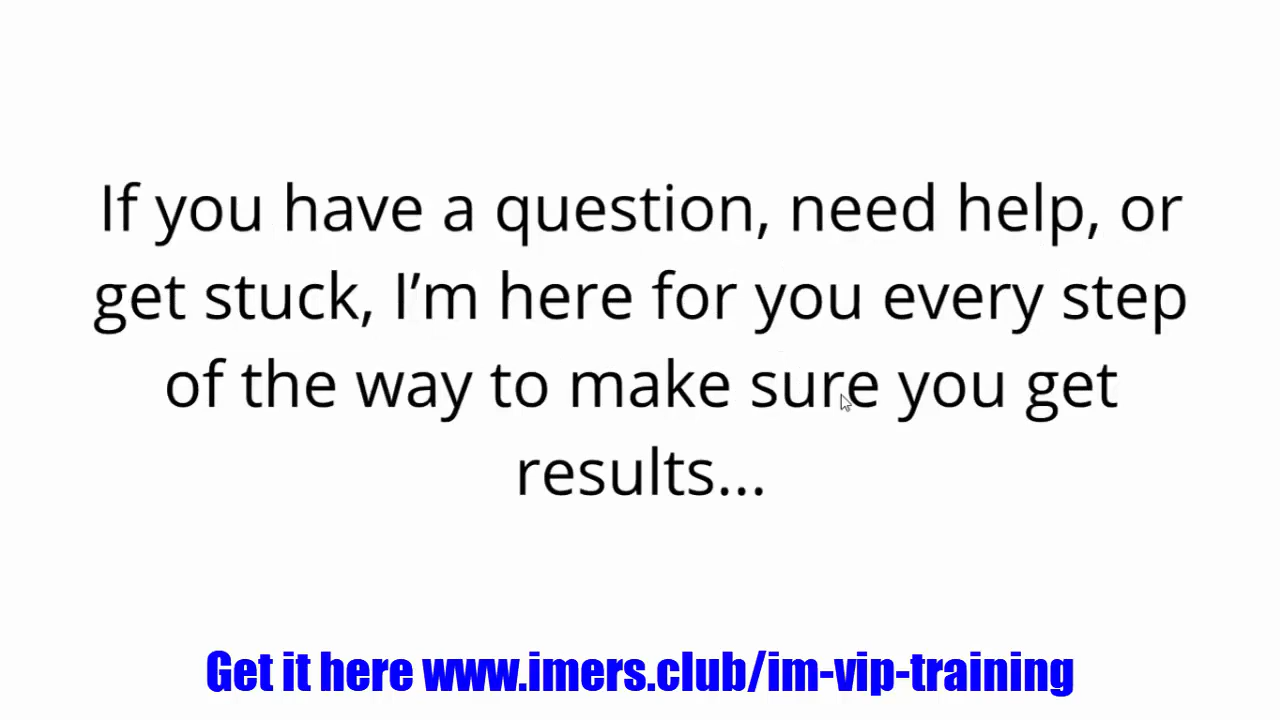 If you have a question, need help, or
get stuck, I’m here for you every step
of the way to make sure you get
results...
Get it here www.imers.club/im-vip-training